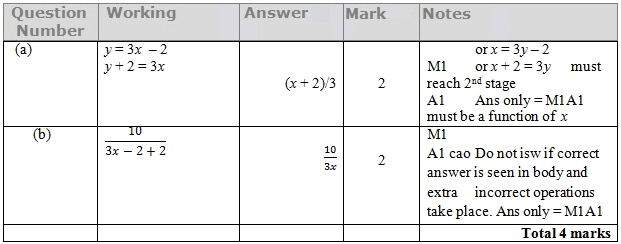 Question Number Working Answer Mark Notes
(a) y = 3x – 2 or x = 3y – 2
y + 2 = 3x M1 or x + 2 = 3y must
(x + 2)/3 2 reach 2nd stage
A1 Ans only = M1A1
must be a function of x
(b) 10 M1
3x – 2 + 2 10/3x 2 A1 cao Do not isw if correct
answer is seen in body and
extra incorrect operations
take place. Ans only = M1A1
Total 4 marks